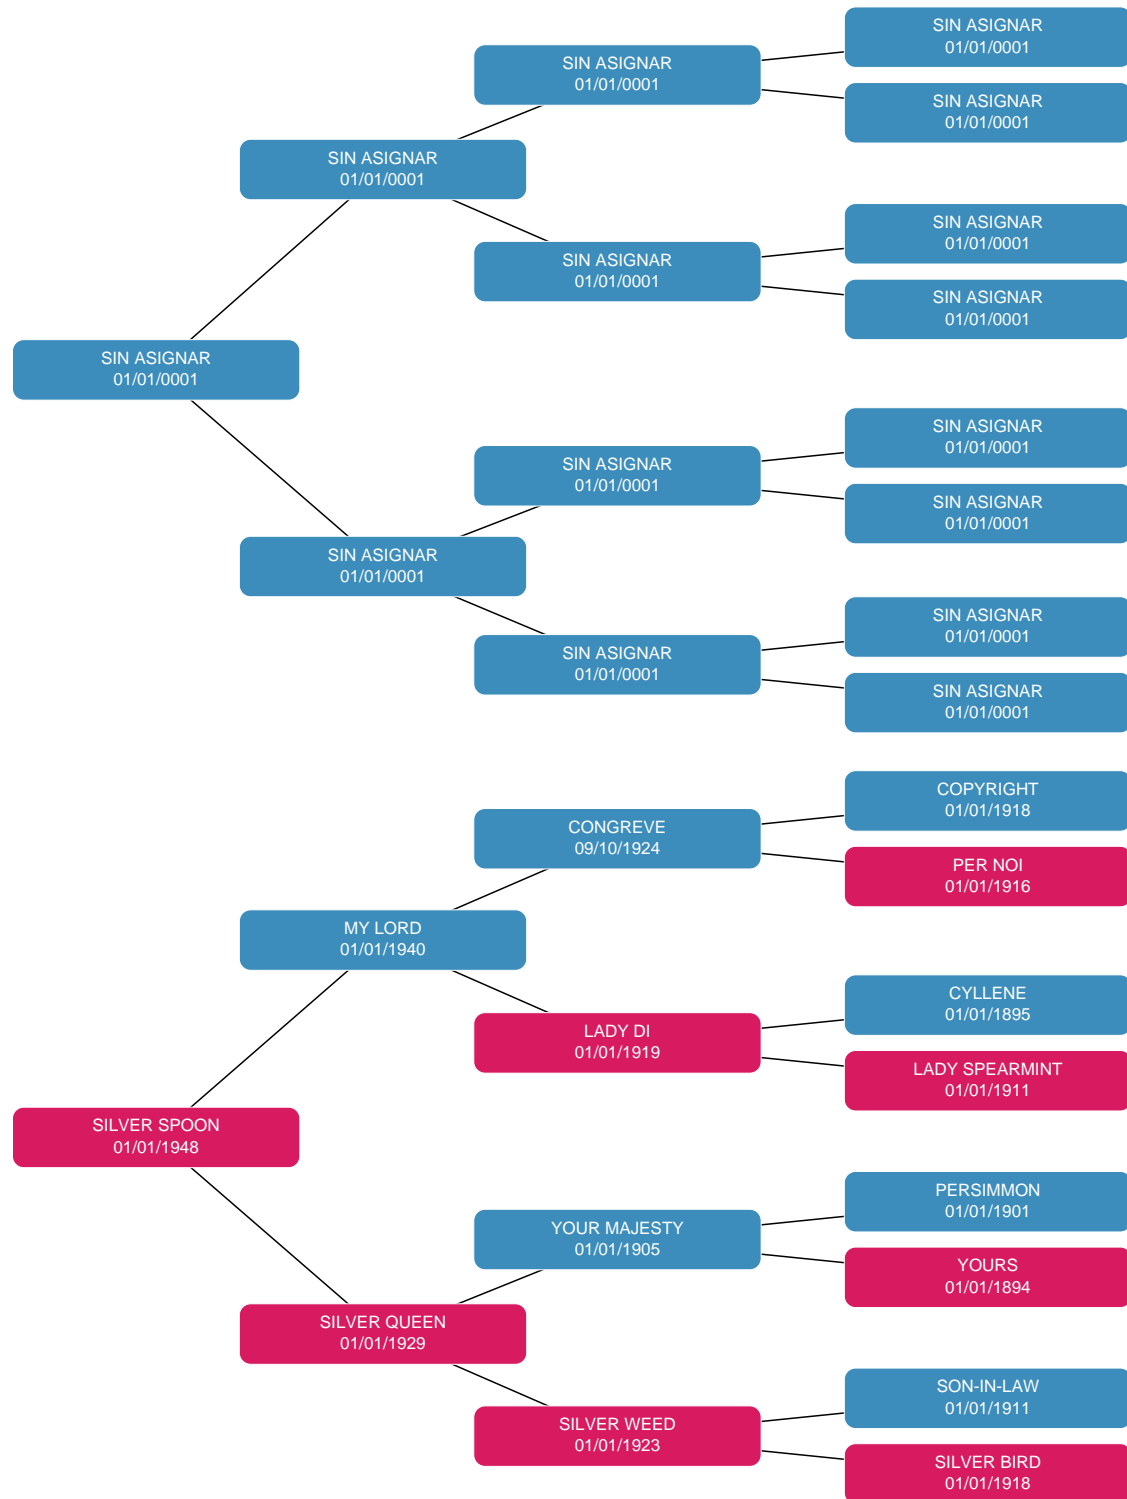 SIN ASIGNAR
01/01/0001
SIN ASIGNAR
01/01/0001
SIN ASIGNAR
01/01/0001
SIN ASIGNAR
01/01/0001
SIN ASIGNAR
01/01/0001
SIN ASIGNAR
01/01/0001
SIN ASIGNAR
01/01/0001
SIN ASIGNAR
01/01/0001
SIN ASIGNAR
01/01/0001
SIN ASIGNAR
01/01/0001
SIN ASIGNAR
01/01/0001
SIN ASIGNAR
01/01/0001
SIN ASIGNAR
01/01/0001
SIN ASIGNAR
01/01/0001
SIN ASIGNAR
01/01/0001
COPYRIGHT
01/01/1918
CONGREVE
09/10/1924
PER NOI
01/01/1916
MY LORD
01/01/1940
CYLLENE
01/01/1895
LADY DI
01/01/1919
LADY SPEARMINT
01/01/1911
SILVER SPOON
01/01/1948
PERSIMMON
01/01/1901
YOUR MAJESTY
01/01/1905
YOURS
01/01/1894
SILVER QUEEN
01/01/1929
SON-IN-LAW
01/01/1911
SILVER WEED
01/01/1923
SILVER BIRD
01/01/1918